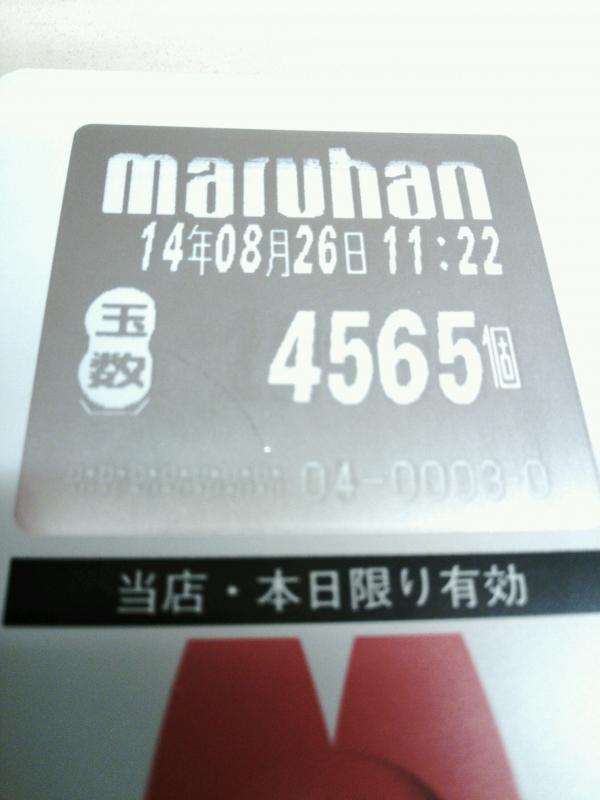 maruhan
14年08月26日 11:22
玉数 4565個
04-0003-0
当店・本日限り有効